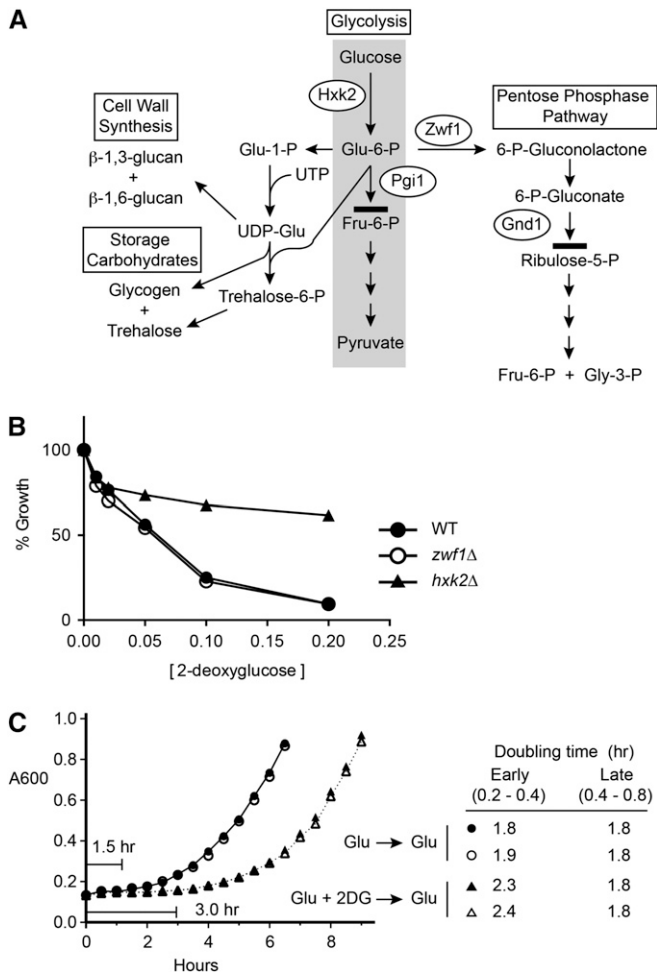 A
Glycolysis
Glucose
Hxk2
Cell Wall
Synthesis
Pentose Phosphate
Pathway
Zwf1
β-1,3-glucan
+
β-1,6-glucan
Glu-1-P
Glu-6-P
6-P-Gluconolactone
UTP
Pgi1
6-P-Gluconate
UDP-Glu
Fru-6-P
Gnd1
Storage
Carbohydrates
Ribulose-5-P
Glycogen
+
Trehalose
Trehalose-6-P
Pyruvate
Fru-6-P + Gly-3-P
B
100
50
0
% Growth
0.00 0.05 0.10 0.15 0.20 0.25
[ 2-deoxyglucose ]
WT
zwf1Δ
hxk2Δ
C
1.0
0.8
0.6
0.4
0.2
0.0
A600
1.5 hr
3.0 hr
0 2 4 6 8
Hours
Doubling time (hr)
Early Late
(0.2 - 0.4) (0.4 - 0.8)
Glu Glu
1.8 1.8
1.9 1.8
Glu + 2DG Glu
2.3 1.8
2.4 1.8